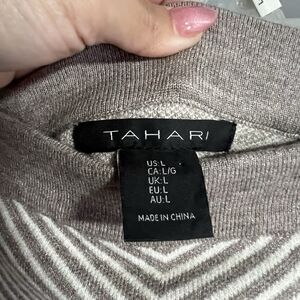 TAHARI
US:L
CA:L/G
UK:L
EU:L
AU:L
MADE IN CHINA